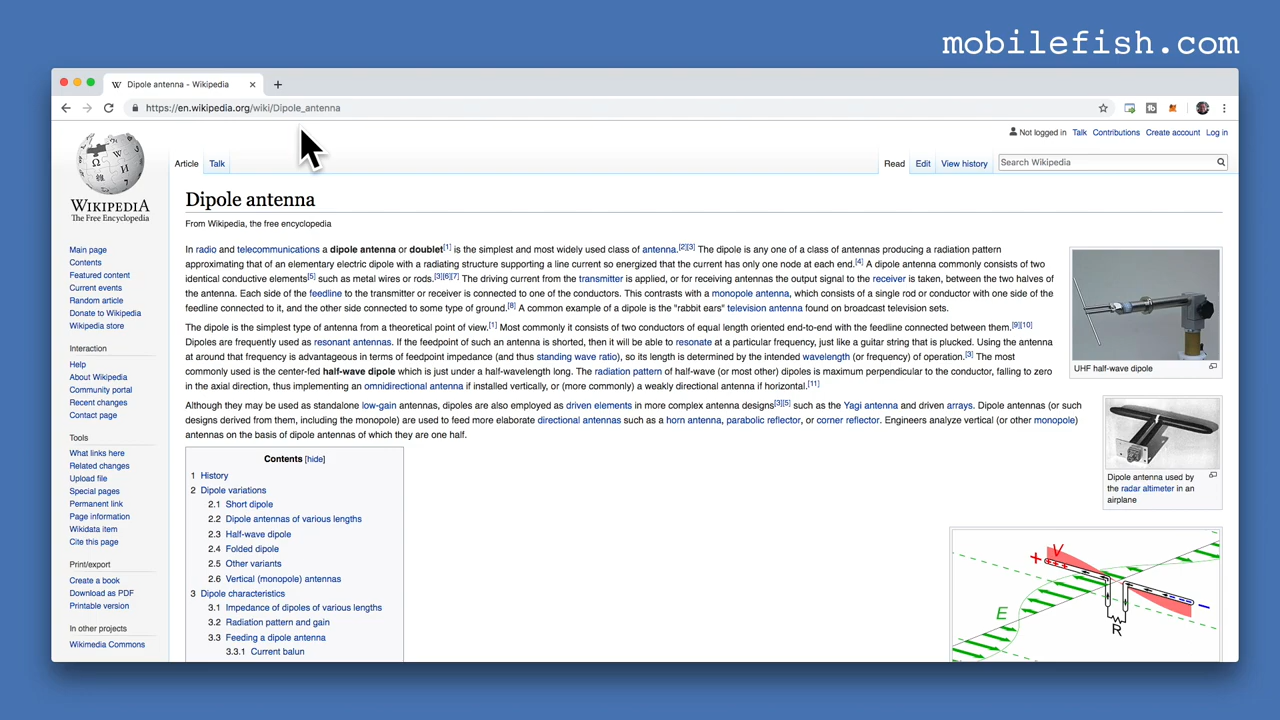 mobilefish.com
Dipole antenna - Wikipedia
https://en.wikipedia.org/wiki/Dipole_antenna
Not logged in Talk Contributions Create account Log in
Article Talk Read Edit View history Search Wikipedia
WIKIPEDIA
The Free Encyclopedia
Main page
Contents
Featured content
Current events
Random article
Donate to Wikipedia
Wikipedia store
Interaction
Help
About Wikipedia
Community portal
Recent changes
Contact page
Tools
What links here
Related changes
Upload file
Special pages
Permanent link
Page information
Wikidata item
Cite this page
Print/export
Create a book
Download as PDF
Printable version
In other projects
Wikimedia Commons
Dipole antenna
From Wikipedia, the free encyclopedia
In radio and telecommunications a dipole antenna or doublet[1] is the simplest and most widely used class of antenna.[2][3] The dipole is any one of a class of antennas producing a radiation pattern
approximating that of an elementary electric dipole with a radiating structure supporting a line current so energized that the current has only one node at each end.[4] A dipole antenna commonly consists of two
identical conductive elements[5] such as metal wires or rods.[3][6][7] The driving current from the transmitter is applied, or for receiving antennas the output signal to the receiver is taken, between the two halves of
the antenna. Each side of the feedline to the transmitter or receiver is connected to one of the conductors. This contrasts with a monopole antenna, which consists of a single rod or conductor with one side of the
feedline connected to it, and the other side connected to some type of ground.[8] A common example of a dipole is the "rabbit ears" television antenna found on broadcast television sets.
The dipole is the simplest type of antenna from a theoretical point of view.[1] Most commonly it consists of two conductors of equal length oriented end-to-end with the feedline connected between them.[9][10]
Dipoles are frequently used as resonant antennas. If the feedpoint of such an antenna is shorted, then it will be able to resonate at a particular frequency, just like a guitar string that is plucked. Using the antenna
at around that frequency is advantageous in terms of feedpoint impedance (and thus standing wave ratio), so its length is determined by the intended wavelength (or frequency) of operation.[3] The most
commonly used is the center-fed half-wave dipole which is just under a half-wavelength long. The radiation pattern of half-wave (or most other) dipoles is maximum perpendicular to the conductor, falling to zero
in the axial direction, thus implementing an omnidirectional antenna if installed vertically, or (more commonly) a weakly directional antenna if horizontal.[11]
Although they may be used as standalone low-gain antennas, dipoles are also employed as driven elements in more complex antenna designs[3][5] such as the Yagi antenna and driven arrays. Dipole antennas (or such
designs derived from them, including the monopole) are used to feed more elaborate directional antennas such as a horn antenna, parabolic reflector, or corner reflector. Engineers analyze vertical (or other monopole)
antennas on the basis of dipole antennas of which they are one half.
Contents [hide]
1 History
2 Dipole variations
2.1 Short dipole
2.2 Dipole antennas of various lengths
2.3 Half-wave dipole
2.4 Folded dipole
2.5 Other variants
2.6 Vertical (monopole) antennas
3 Dipole characteristics
3.1 Impedance of dipoles of various lengths
3.2 Radiation pattern and gain
3.3 Feeding a dipole antenna
3.3.1 Current balun
UHF half-wave dipole
Dipole antenna used by
the radar altimeter in an
airplane
+ V
E
R
−